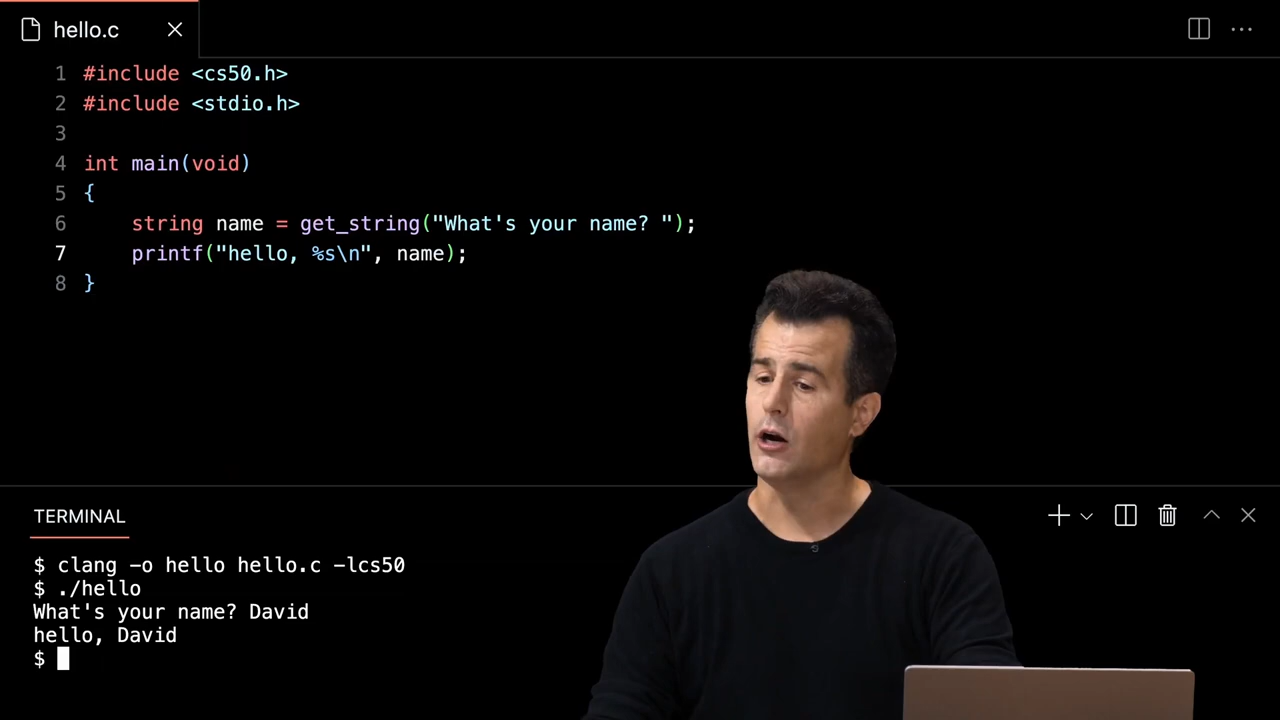 hello.c
1 #include <cs50.h>
2 #include <stdio.h>
3
4 int main(void)
5 {
6     string name = get_string("What's your name? ");
7     printf("hello, %s\n", name);
8 }
TERMINAL
$ clang -o hello hello.c -lcs50
$ ./hello
What's your name? David
hello, David
$